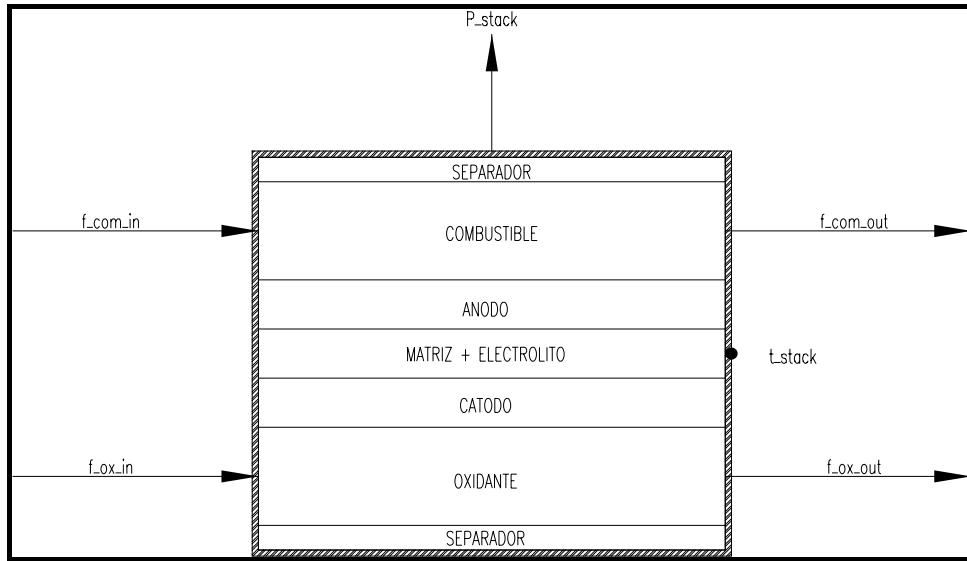 P_stack
SEPARADOR
f_com_in
f_com_out
COMBUSTIBLE
ANODO
MATRIZ + ELECTROLITO
t_stack
CATODO
f_ox_in
f_ox_out
OXIDANTE
SEPARADOR